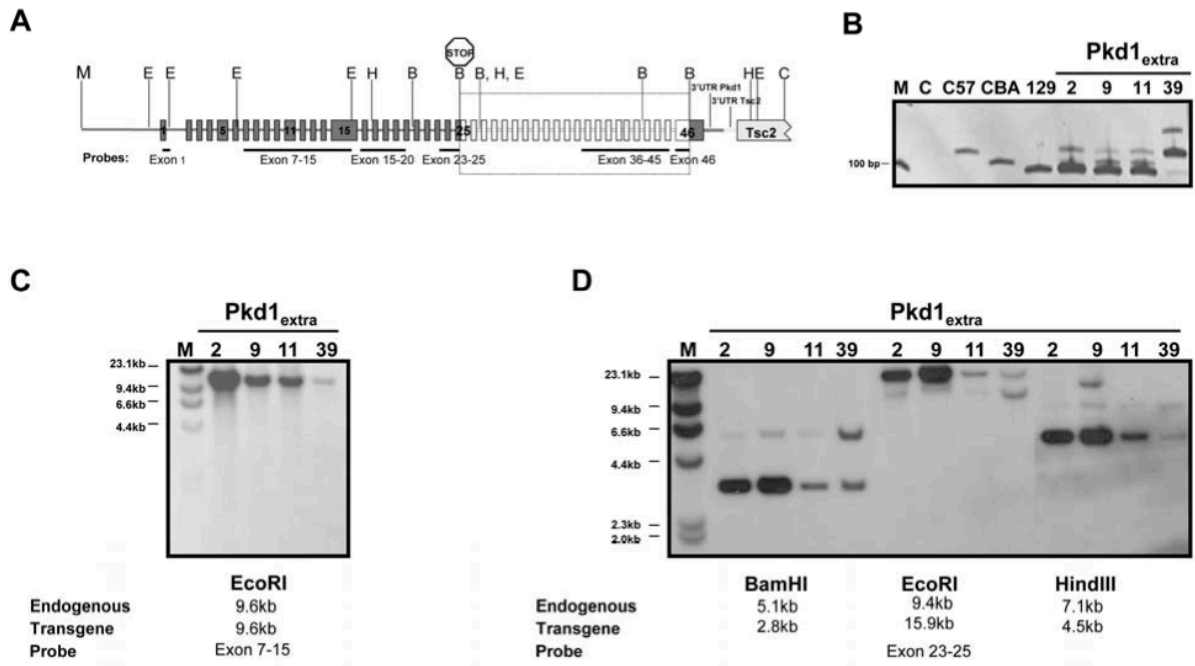 A
STOP
M E E E E H B B B, H, E B B HE C
3'UTR Pkd1
3'UTR Tsc2
1 5 11 15 25 46 Tsc2
Probes: Exon 1 Exon 7-15 Exon 15-20 Exon 23-25 Exon 36-45 Exon 46
B
Pkd1extra
M C C57 CBA 129 2 9 11 39
100 bp
C
Pkd1extra
M 2 9 11 39
23.1kb
9.4kb
6.6kb
4.4kb
EcoRI
Endogenous 9.6kb
Transgene 9.6kb
Probe Exon 7-15
D
Pkd1extra
M 2 9 11 39 2 9 11 39 2 9 11 39
23.1kb
9.4kb
6.6kb
4.4kb
2.3kb
2.0kb
BamHI EcoRI HindIII
Endogenous 5.1kb 9.4kb 7.1kb
Transgene 2.8kb 15.9kb 4.5kb
Probe Exon 23-25